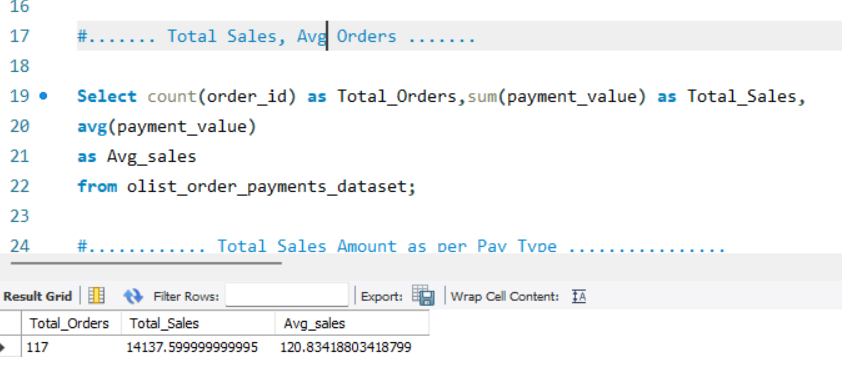 16
17 #....... Total Sales, Avg Orders .......
18
19 Select count(order_id) as Total_Orders,sum(payment_value) as Total_Sales,
20 avg(payment_value)
21 as Avg_sales
22 from olist_order_payments_dataset;
23
24 #............ Total Sales Amount as per Pay Type ................
Result Grid Filter Rows: Export: Wrap Cell Content: IA
Total_Orders Total_Sales Avg_sales
117 14137.599999999995 120.83418803418799